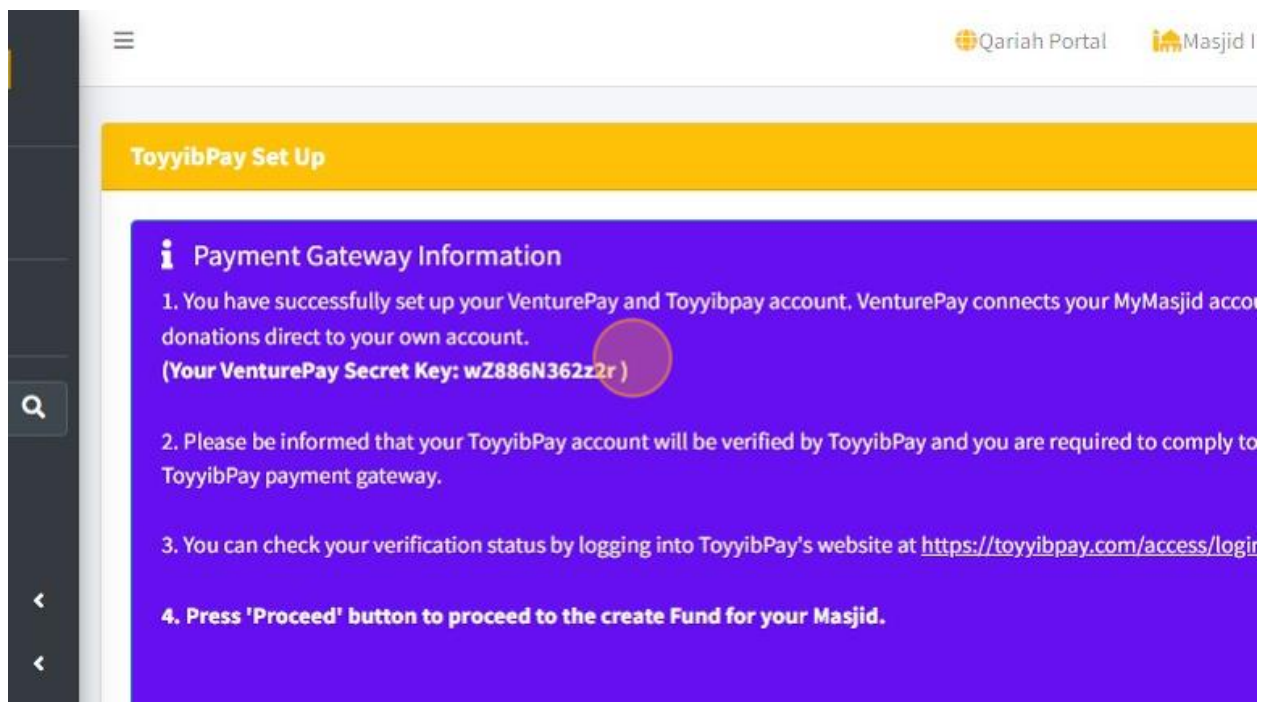 Qariah Portal Masjid I
ToyyibPay Set Up
Payment Gateway Information
1. You have successfully set up your VenturePay and Toyyibpay account. VenturePay connects your MyMasjid accou
donations direct to your own account.
(Your VenturePay Secret Key: wZ886N362z2r )
2. Please be informed that your ToyyibPay account will be verified by ToyyibPay and you are required to comply to
ToyyibPay payment gateway.
3. You can check your verification status by logging into ToyyibPay's website at https://toyyibpay.com/access/login
4. Press 'Proceed' button to proceed to the create Fund for your Masjid.